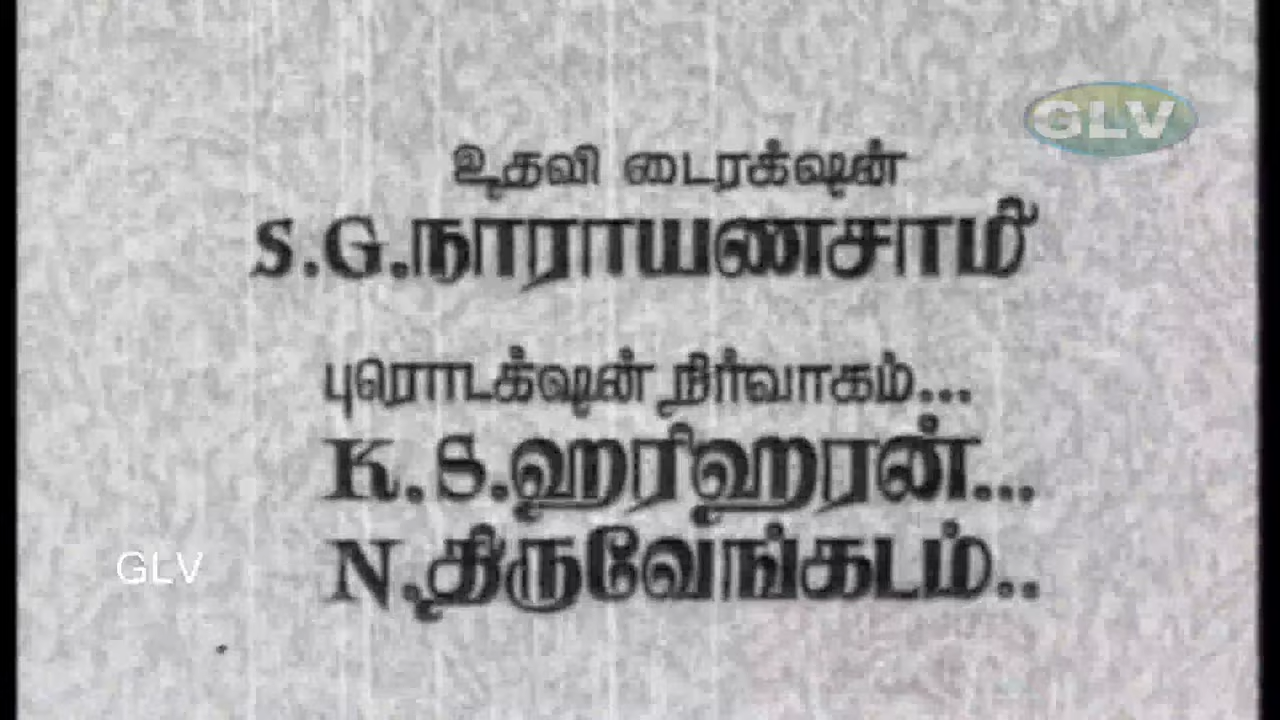 GLV
உதவி டைரக்ஷன்
S.G.நாராயணசாமி
புரொடக்ஷன் நிர்வாகம்...
K.S.ஹரிஹரன்...
N.திருவேங்கடம்..
GLV